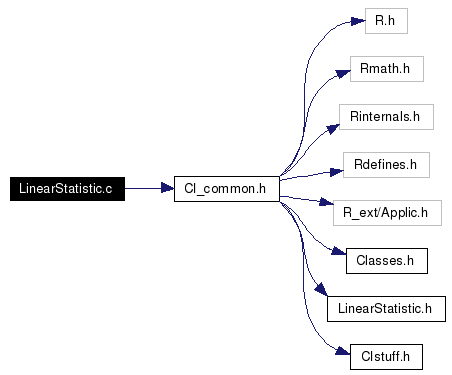 R.h
Rmath.h
Rinternals.h
Rdefines.h
LinearStatistic.c
CI_common.h
R_ext/Applic.h
Classes.h
LinearStatistic.h
CIstuff.h